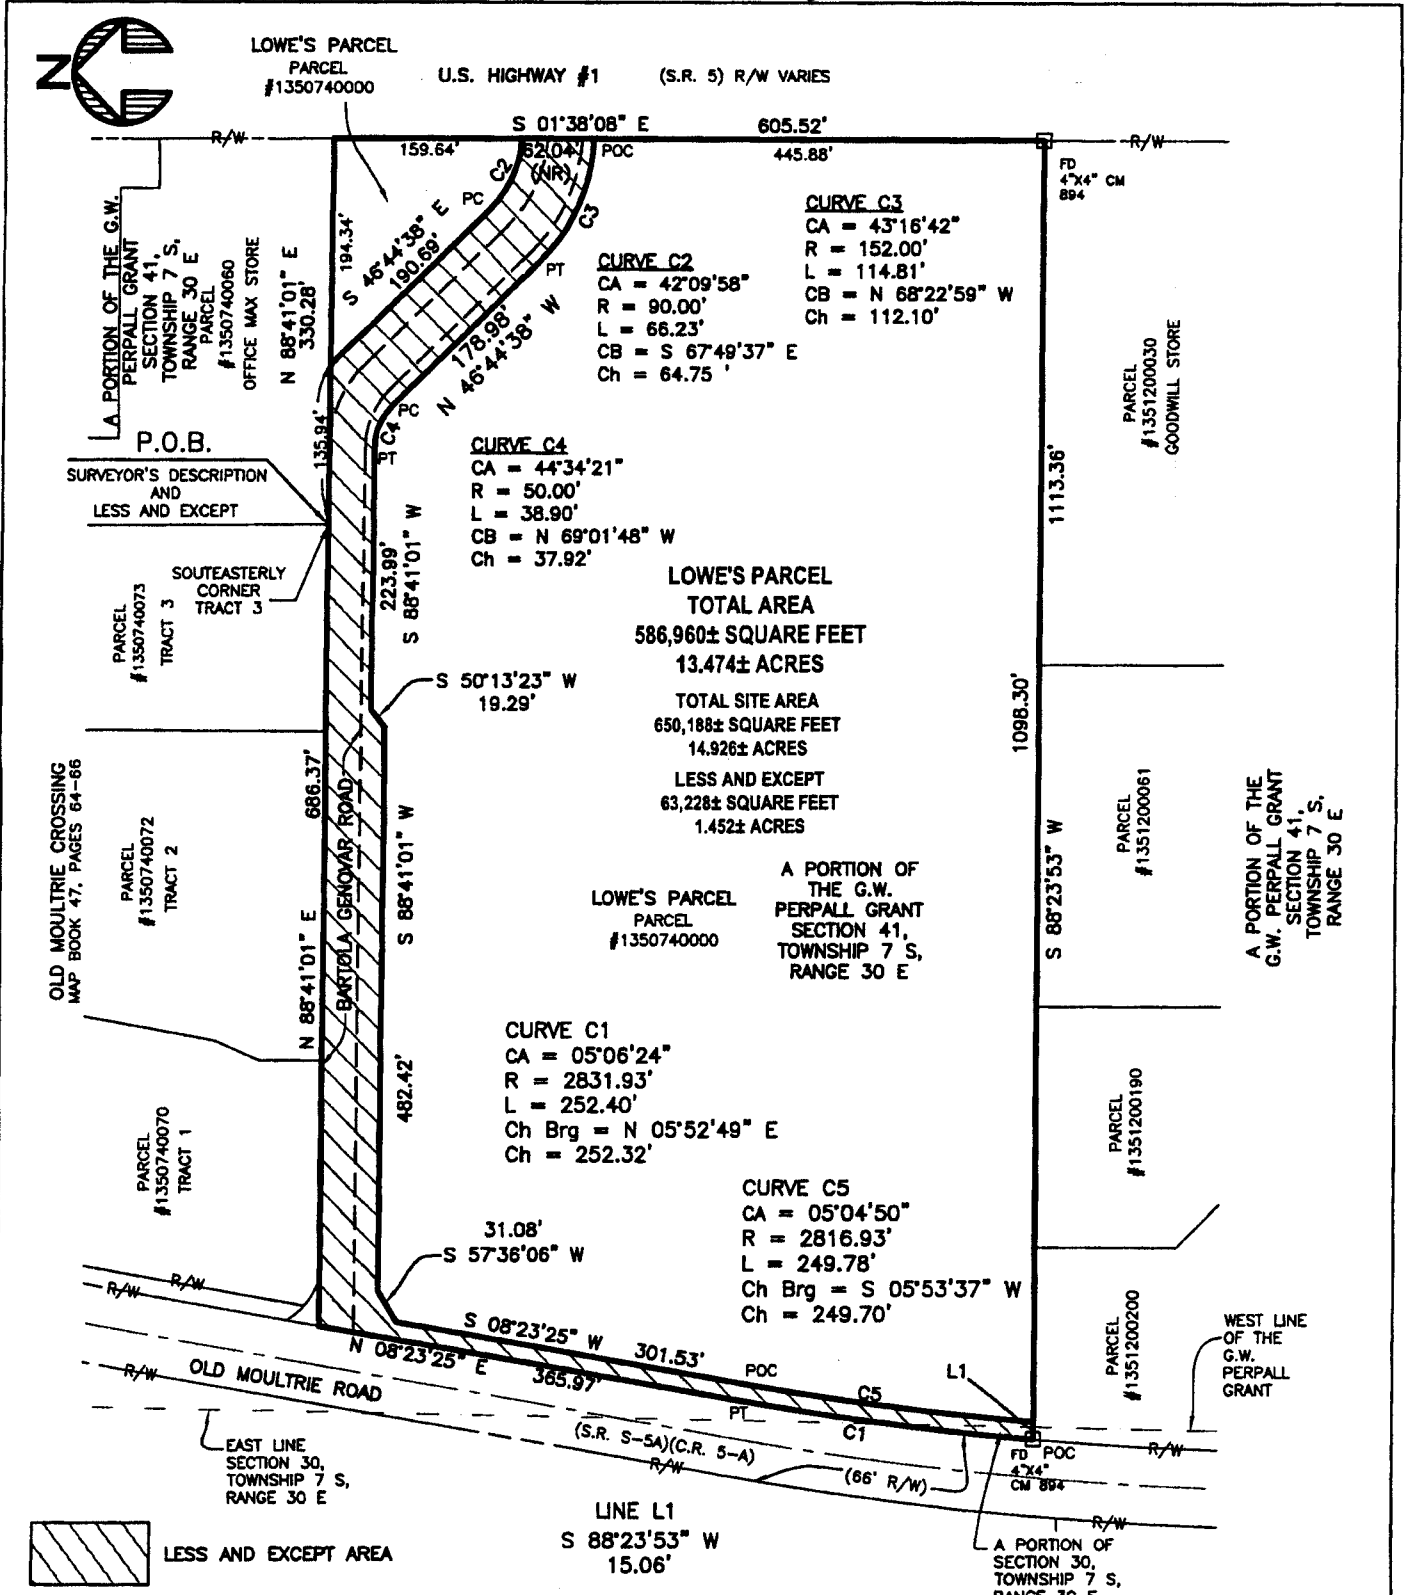 N
LOWE'S PARCEL
PARCEL
#1350740000
U.S. HIGHWAY #1
(S.R. 5) R/W VARIES
R/W
S 01°38'08" E
605.52'
R/W
159.64'
62.04'
(NR)
POC
445.88'
FD
4"X4" CM
894
C2
PC
C3
PT
194.34'
S 46°44'38" E
190.69'
178.98'
N 46°44'38" W
A PORTION OF THE G.W.
PERPALL GRANT
SECTION 41,
TOWNSHIP 7 S,
RANGE 30 E
PARCEL
#1350740060
OFFICE MAX STORE
N 88°41'01" E
330.28'
CURVE C3
CA = 43°16'42"
R = 152.00'
L = 114.81'
CB = N 68°22'59" W
Ch = 112.10'
CURVE C2
CA = 42°09'58"
R = 90.00'
L = 66.23'
CB = S 67°49'37" E
Ch = 64.75 '
PARCEL
#1351200030
GOODWILL STORE
PC
C4
PT
135.94'
P.O.B.
SURVEYOR'S DESCRIPTION
AND
LESS AND EXCEPT
CURVE C4
CA = 44°34'21"
R = 50.00'
L = 38.90'
CB = N 69°01'48" W
Ch = 37.92'
1113.36'
223.99'
S 88°41'01" W
SOUTEASTERLY
CORNER
TRACT 3
PARCEL
#1350740073
TRACT 3
LOWE'S PARCEL
TOTAL AREA
586,960± SQUARE FEET
13.474± ACRES
TOTAL SITE AREA
650,188± SQUARE FEET
14.926± ACRES
LESS AND EXCEPT
63,228± SQUARE FEET
1.452± ACRES
S 50°13'23" W
19.29'
1098.30'
686.37'
N 88°41'01" E
BARTOLA GENOVAR ROAD
S 88°41'01" W
482.42'
OLD MOULTRIE CROSSING
MAP BOOK 47, PAGES 64-66
PARCEL
#1350740072
TRACT 2
LOWE'S PARCEL
PARCEL
#1350740000
A PORTION OF
THE G.W.
PERPALL GRANT
SECTION 41,
TOWNSHIP 7 S,
RANGE 30 E
S 88°23'53" W
PARCEL
#1351200061
A PORTION OF THE
G.W. PERPALL GRANT
SECTION 41,
TOWNSHIP 7 S,
RANGE 30 E
CURVE C1
CA = 05°06'24"
R = 2831.93'
L = 252.40'
Ch Brg = N 05°52'49" E
Ch = 252.32'
PARCEL
#1350740070
TRACT 1
PARCEL
#1351200190
CURVE C5
CA = 05°04'50"
R = 2816.93'
L = 249.78'
Ch Brg = S 05°53'37" W
Ch = 249.70'
31.08'
S 57°36'06" W
R/W
R/W
S 08°23'25" W
301.53'
N 08°23'25" E
365.97'
POC
C5
L1
PT
C1
PARCEL
#1351200200
WEST LINE
OF THE
G.W.
PERPALL
GRANT
R/W
OLD MOULTRIE ROAD
(S.R. S-5A)(C.R. 5-A)
R/W
(66' R/W)
FD
4"X4"
CM 894
POC
R/W
R/W
EAST LINE
SECTION 30,
TOWNSHIP 7 S,
RANGE 30 E
LINE L1
S 88°23'53" W
15.06'
A PORTION OF
SECTION 30,
TOWNSHIP 7 S,
RANGE 30 E
LESS AND EXCEPT AREA